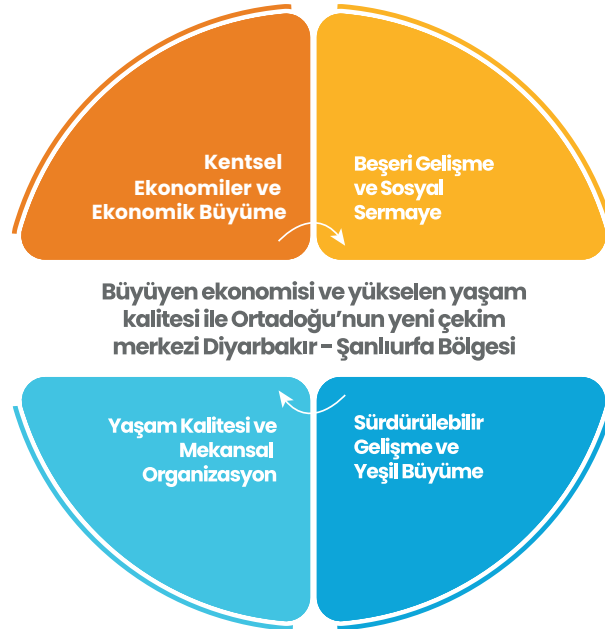 Kentsel
Ekonomiler ve
Ekonomik Büyüme
Beşeri Gelişme
ve Sosyal
Sermaye
Büyüyen ekonomisi ve yükselen yaşam
kalitesi ile Ortadoğu’nun yeni çekim
merkezi Diyarbakır – Şanlıurfa Bölgesi
Yaşam Kalitesi ve
Mekansal
Organizasyon
Sürdürülebilir
Gelişme ve
Yeşil Büyüme